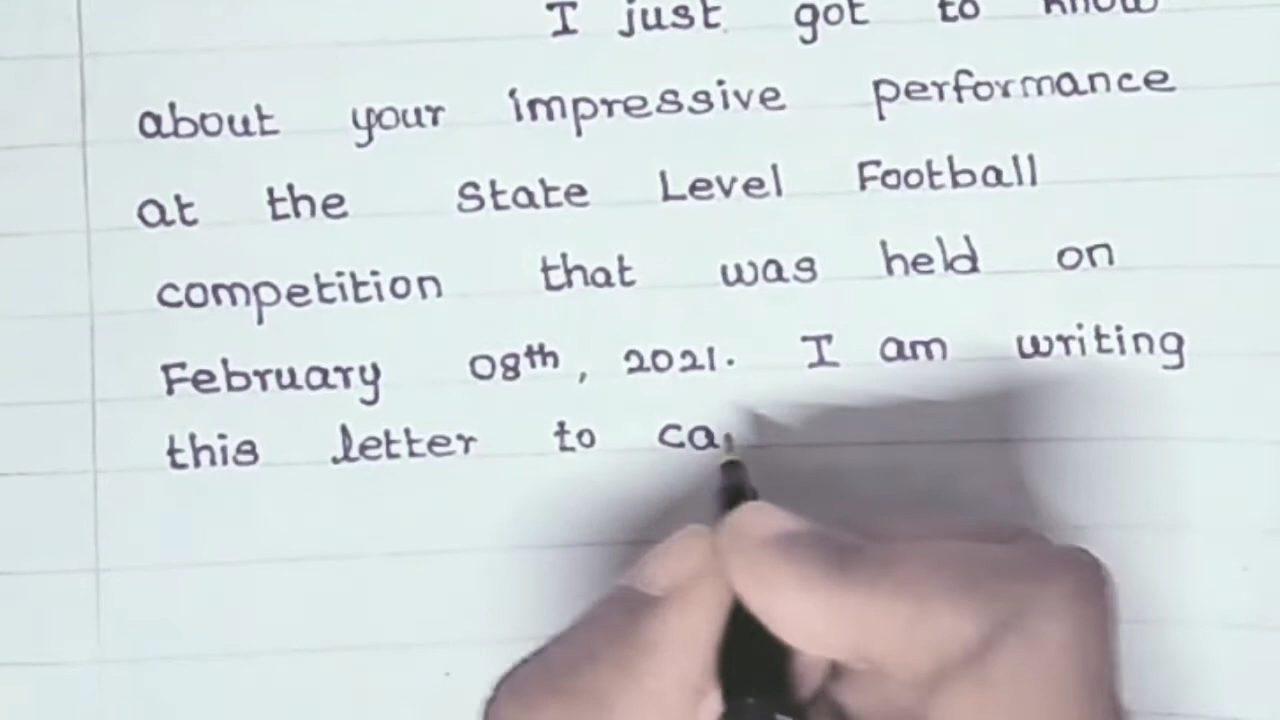 I just got to know
about your impressive performance
at the State Level Football
competition that was held on
February 08th, 2021. I am writing
this letter to ca